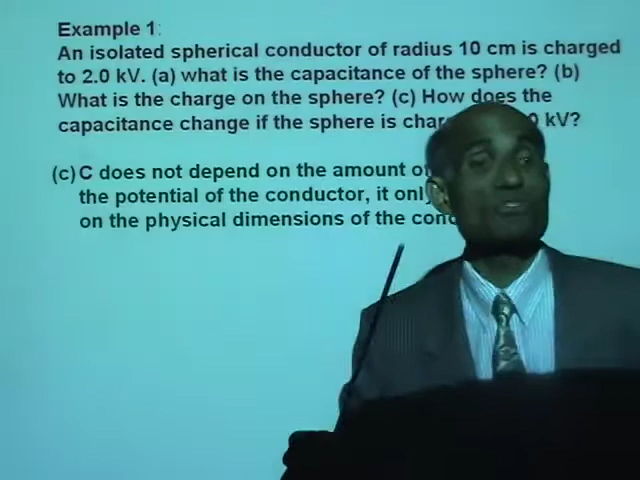 Example 1:
An isolated spherical conductor of radius 10 cm is charged
to 2.0 kV. (a) what is the capacitance of the sphere? (b)
What is the charge on the sphere? (c) How does the
capacitance change if the sphere is char 0 kV?
(c) C does not depend on the amount o
the potential of the conductor, it onl
on the physical dimensions of the con